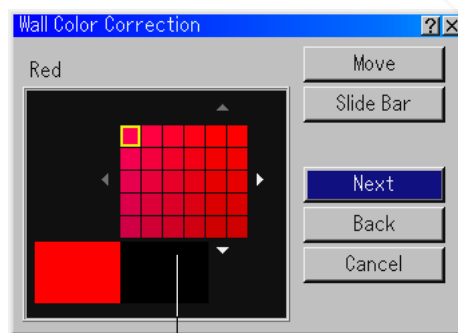 Wall Color Correction
Red
Move
Slide Bar
Next
Back
Cancel